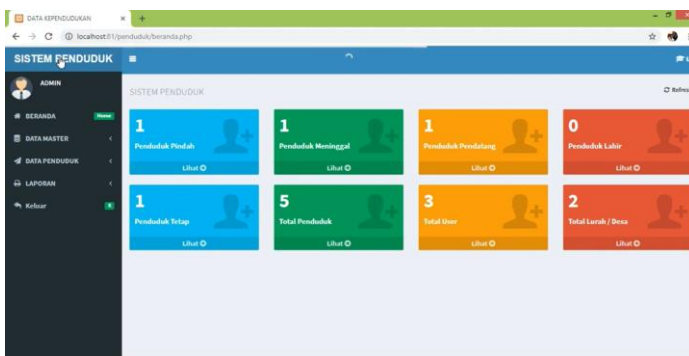 DATA KEPENDUDUKAN
localhost:81/penduduk/beranda.php
SISTEM PENDUDUK
ADMIN
SISTEM PENDUDUK
BERANDA
Home
DATA MASTER
DATA PENDUDUK
LAPORAN
Keluar
1
Penduduk Pindah
Lihat
1
Penduduk Meninggal
Lihat
1
Penduduk Pendatang
Lihat
0
Penduduk Lahir
Lihat
1
Penduduk Tetap
Lihat
5
Total Penduduk
Lihat
3
Total User
Lihat
2
Total Lurah / Desa
Lihat